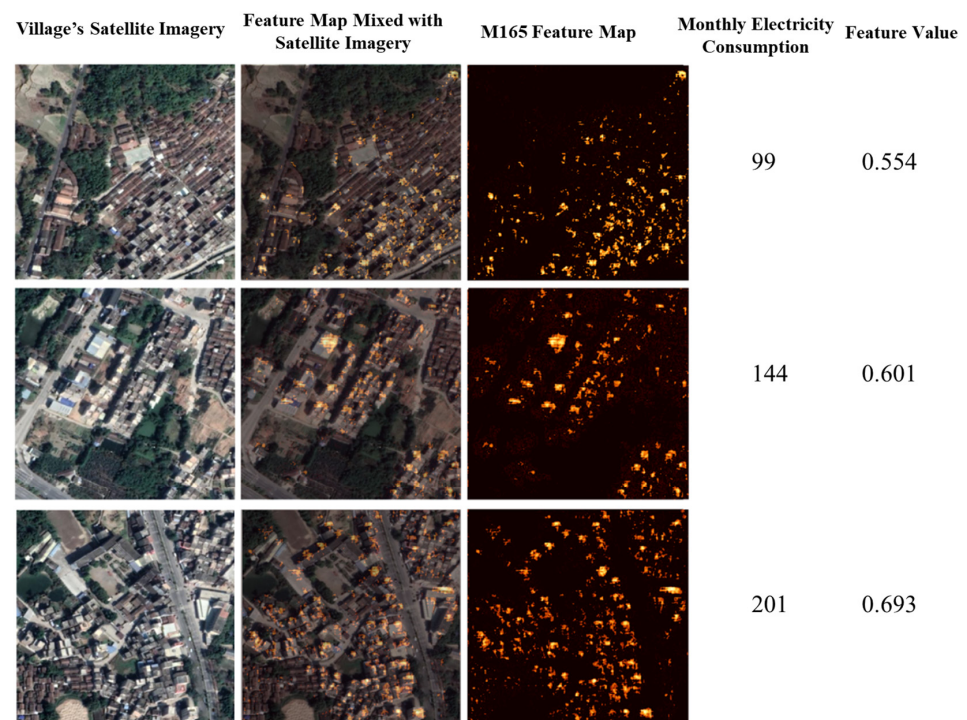 Village's Satellite Imagery
Feature Map Mixed with
Satellite Imagery
M165 Feature Map
Monthly Electricity
Consumption
Feature Value
99
0.554
144
0.601
201
0.693